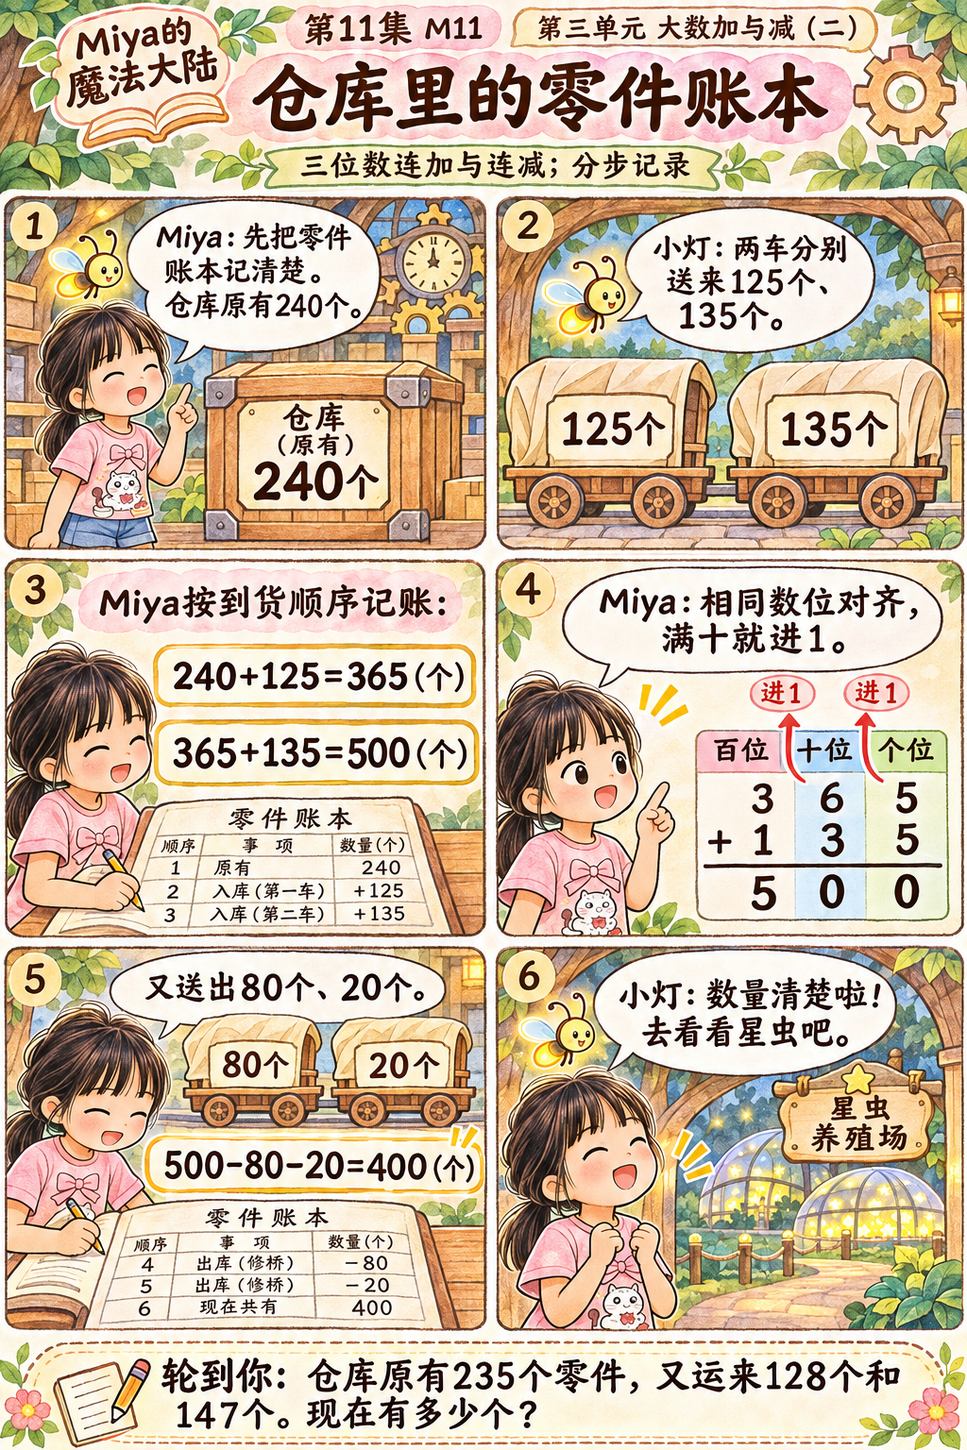 Miya的
魔法大陆
第11集 M11
第三单元 大数加与减（二）
仓库里的零件账本
三位数连加与连减；分步记录
1
Miya：先把零件
账本记清楚。
仓库原有240个。
仓库
（原有）
240个
2
小灯：两车分别
送来125个、
135个。
125个
135个
3
Miya按到货顺序记账：
240+125=365（个）
365+135=500（个）
零件账本
顺序 事项 数量（个）
1 原有 240
2 入库（第一车） +125
3 入库（第二车） +135
4
Miya：相同数位对齐，
满十就进1。
进1 进1
百位 十位 个位
3 6 5
+ 1 3 5
5 0 0
5
又送出80个、20个。
80个
20个
500-80-20=400（个）
零件账本
顺序 事项 数量（个）
4 出库（修桥） -80
5 出库（修桥） -20
6 现在共有 400
6
小灯：数量清楚啦！
去看看星虫吧。
星虫
养殖场
轮到你：仓库原有235个零件，又运来128个和
147个。现在有多少个？